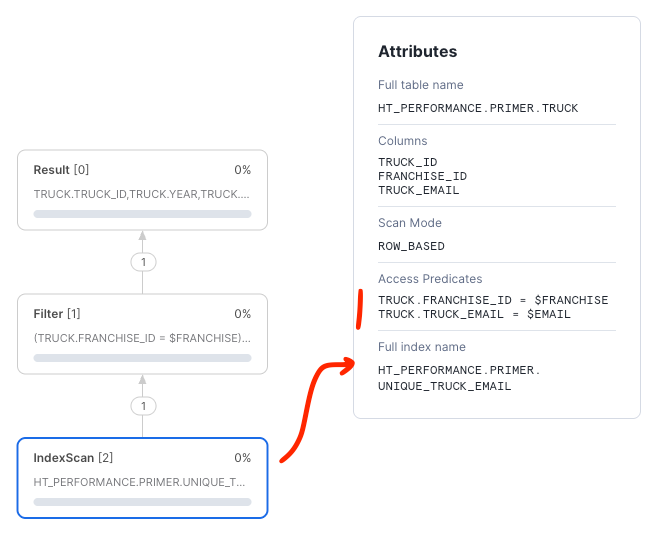 Result [0] 0%
TRUCK.TRUCK_ID,TRUCK.YEAR,TRUCK....
1
Filter [1] 0%
(TRUCK.FRANCHISE_ID = $FRANCHISE)...
1
IndexScan [2] 0%
HT_PERFORMANCE.PRIMER.UNIQUE_T...
Attributes
Full table name
HT_PERFORMANCE.PRIMER.TRUCK
Columns
TRUCK_ID
FRANCHISE_ID
TRUCK_EMAIL
Scan Mode
ROW_BASED
Access Predicates
TRUCK.FRANCHISE_ID = $FRANCHISE
TRUCK.TRUCK_EMAIL = $EMAIL
Full index name
HT_PERFORMANCE.PRIMER.
UNIQUE_TRUCK_EMAIL